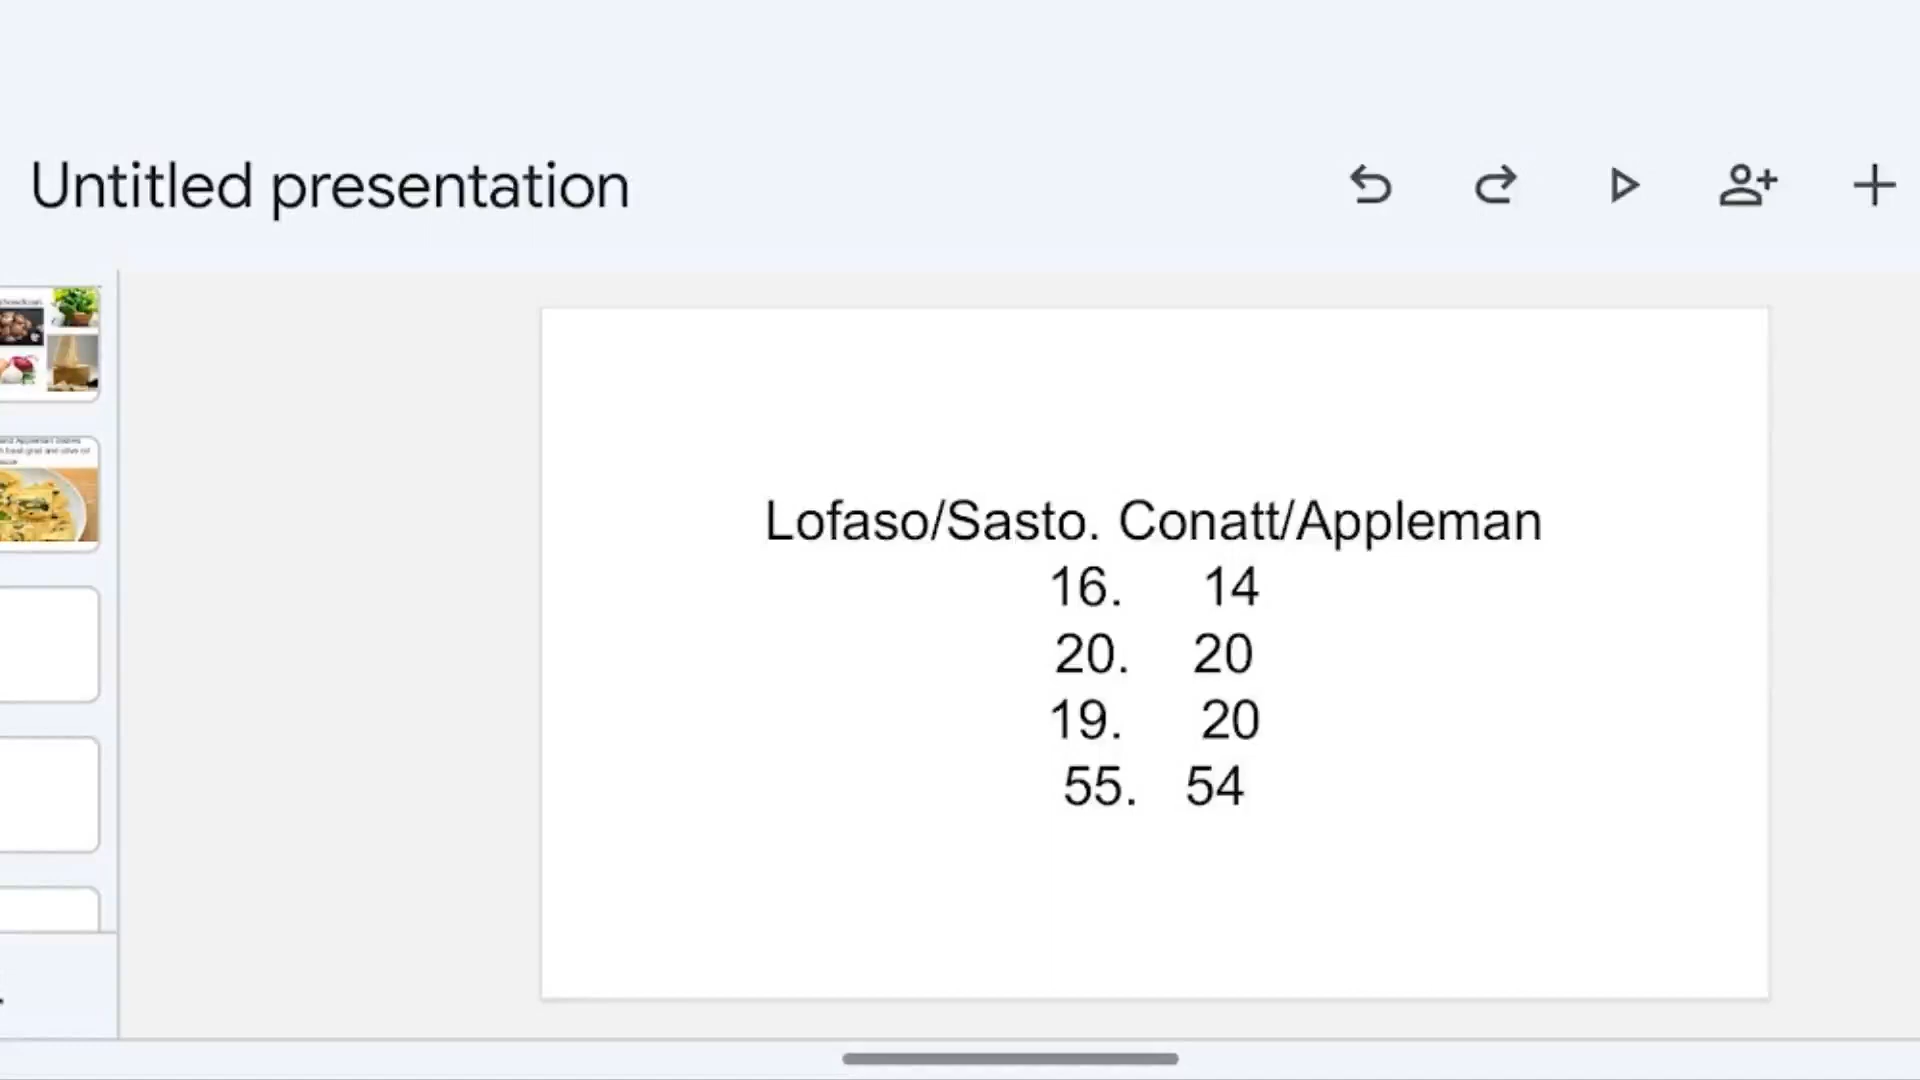 Untitled presentation
Lofaso/Sasto. Conatt/Appleman
16. 14
20. 20
19. 20
55. 54